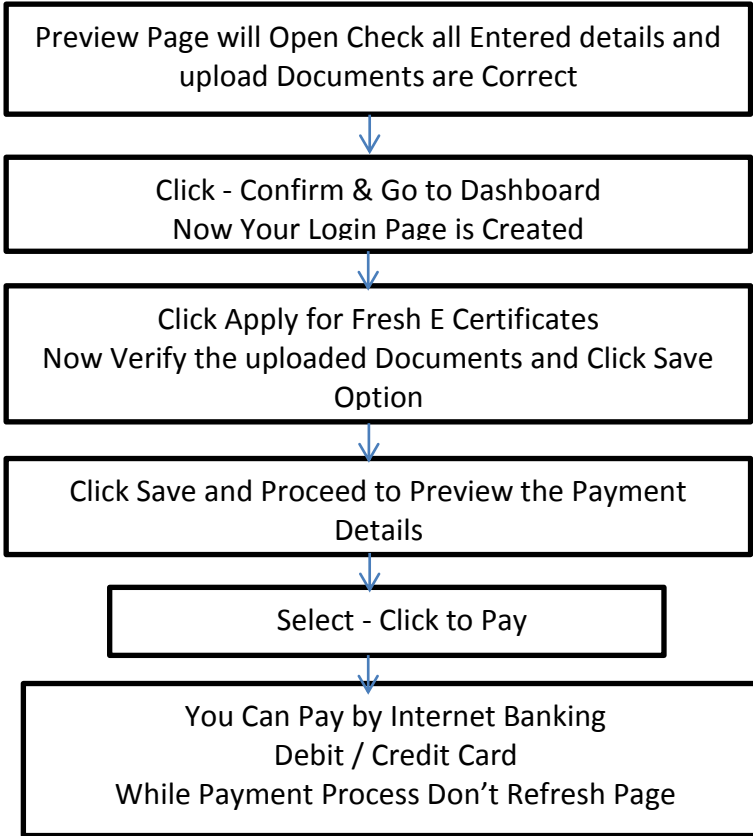 Preview Page will Open Check all Entered details and
upload Documents are Correct
Click - Confirm & Go to Dashboard
Now Your Login Page is Created
Click Apply for Fresh E Certificates
Now Verify the uploaded Documents and Click Save
Option
Click Save and Proceed to Preview the Payment
Details
Select - Click to Pay
You Can Pay by Internet Banking
Debit / Credit Card
While Payment Process Don’t Refresh Page